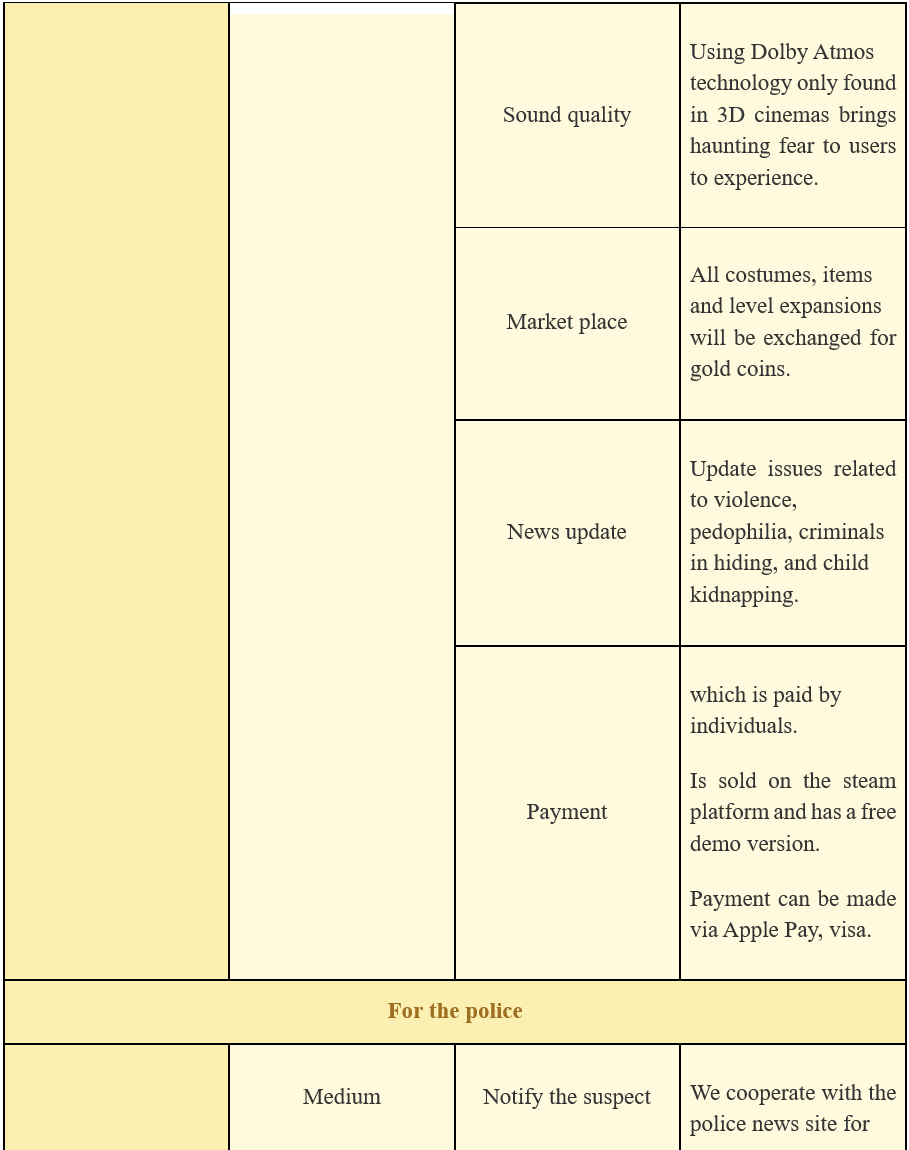 Sound quality
Using Dolby Atmos
technology only found
in 3D cinemas brings
haunting fear to users
to experience.
Market place
All costumes, items
and level expansions
will be exchanged for
gold coins.
News update
Update issues related
to violence,
pedophilia, criminals
in hiding, and child
kidnapping.
Payment
which is paid by
individuals.
Is sold on the steam
platform and has a free
demo version.
Payment can be made
via Apple Pay, visa.
For the police
Medium
Notify the suspect
We cooperate with the
police news site for